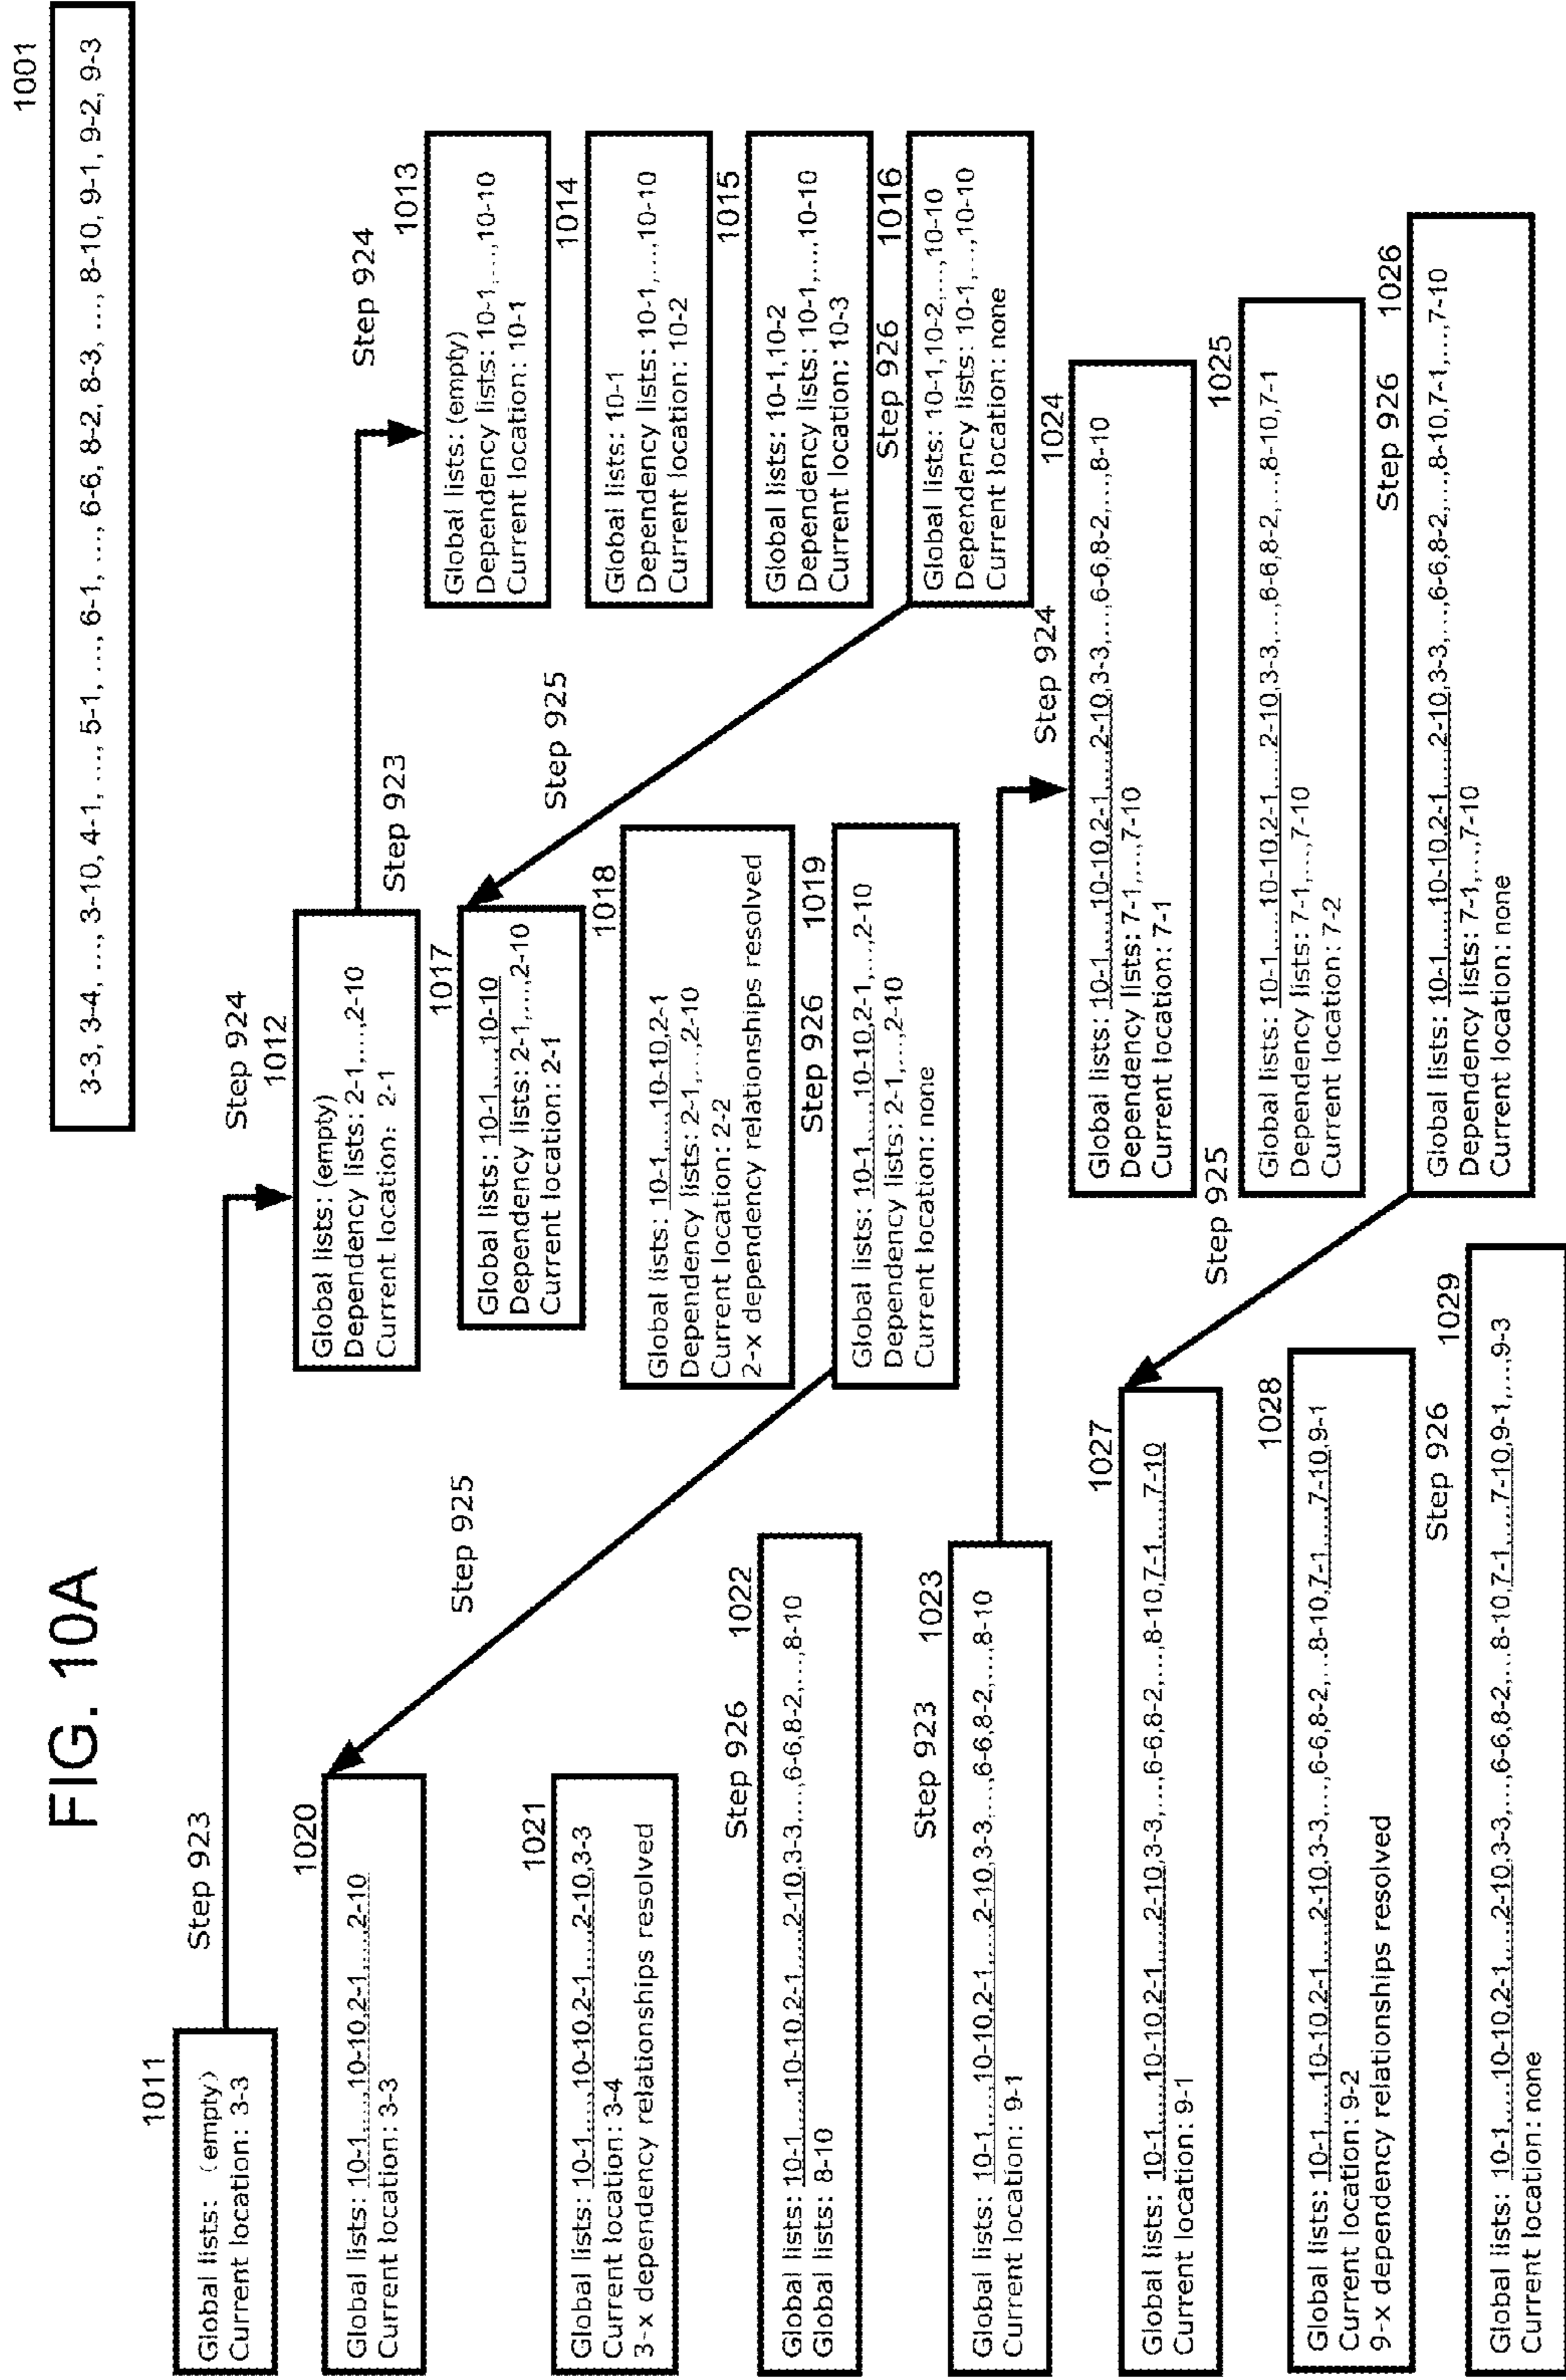 FIG. 10A
1001
3-3, 3-4, ..., 3-10, 4-1, ..., 5-1, ..., 6-1, ..., 6-6, 8-2, 8-3, ..., 8-10, 9-1, 9-2, 9-3
1011
Step 923
Global lists: (empty)
Current location: 3-3
Step 924
1012
Global lists: (empty)
Dependency lists: 2-1,...,2-10
Current location: 2-1
Step 923
Step 924
1013
Global lists: (empty)
Dependency lists: 10-1,...,10-10
Current location: 10-1
1014
Global lists: 10-1
Dependency lists: 10-1,...,10-10
Current location: 10-2
1015
Global lists: 10-1,10-2
Dependency lists: 10-1,...,10-10
Current location: 10-3
Step 926
1016
Global lists: 10-1,10-2,...,10-10
Dependency lists: 10-1,...,10-10
Current location: none
Step 925
1017
Global lists: 10-1,...,10-10
Dependency lists: 2-1,...,2-10
Current location: 2-1
1018
Global lists: 10-1,...,10-10,2-1
Dependency lists: 2-1,...,2-10
Current location: 2-2
2-x dependency relationships resolved
Step 926
1019
Global lists: 10-1,...,10-10,2-1,...,2-10
Dependency lists: 2-1,...,2-10
Current location: none
Step 925
1020
Global lists: 10-1,...,10-10,2-1,...,2-10
Current location: 3-3
1021
Global lists: 10-1,...,10-10,2-1,...,2-10,3-3
Current location: 3-4
3-x dependency relationships resolved
Step 926
1022
Global lists: 10-1,...,10-10,2-1,...,2-10,3-3,...,6-6,8-2,...,8-10
Global lists: 8-10
Step 923
1023
Global lists: 10-1,...,10-10,2-1,...,2-10,3-3,...,6-6,8-2,...,8-10
Current location: 9-1
Step 924
1024
Global lists: 10-1,...,10-10,2-1,...,2-10,3-3,...,6-6,8-2,...,8-10
Dependency lists: 7-1,...,7-10
Current location: 7-1
1025
Global lists: 10-1,...,10-10,2-1,...,2-10,3-3,...,6-6,8-2,...,8-10,7-1
Dependency lists: 7-1,...,7-10
Current location: 7-2
Step 926
1026
Global lists: 10-1,...,10-10,2-1,...,2-10,3-3,...,6-6,8-2,...,8-10,7-1,...,7-10
Dependency lists: 7-1,...,7-10
Current location: none
Step 925
1027
Global lists: 10-1,...,10-10,2-1,...,2-10,3-3,...,6-6,8-2,...,8-10,7-1,...,7-10
Current location: 9-1
1028
Global lists: 10-1,...,10-10,2-1,...,2-10,3-3,...,6-6,8-2,...8-10,7-1,...,7-10,9-1
Current location: 9-2
9-x dependency relationships resolved
Step 926
1029
Global lists: 10-1,...,10-10,2-1,...,2-10,3-3,...,6-6,8-2,...8-10,7-1,...,7-10,9-1,...,9-3
Current location: none